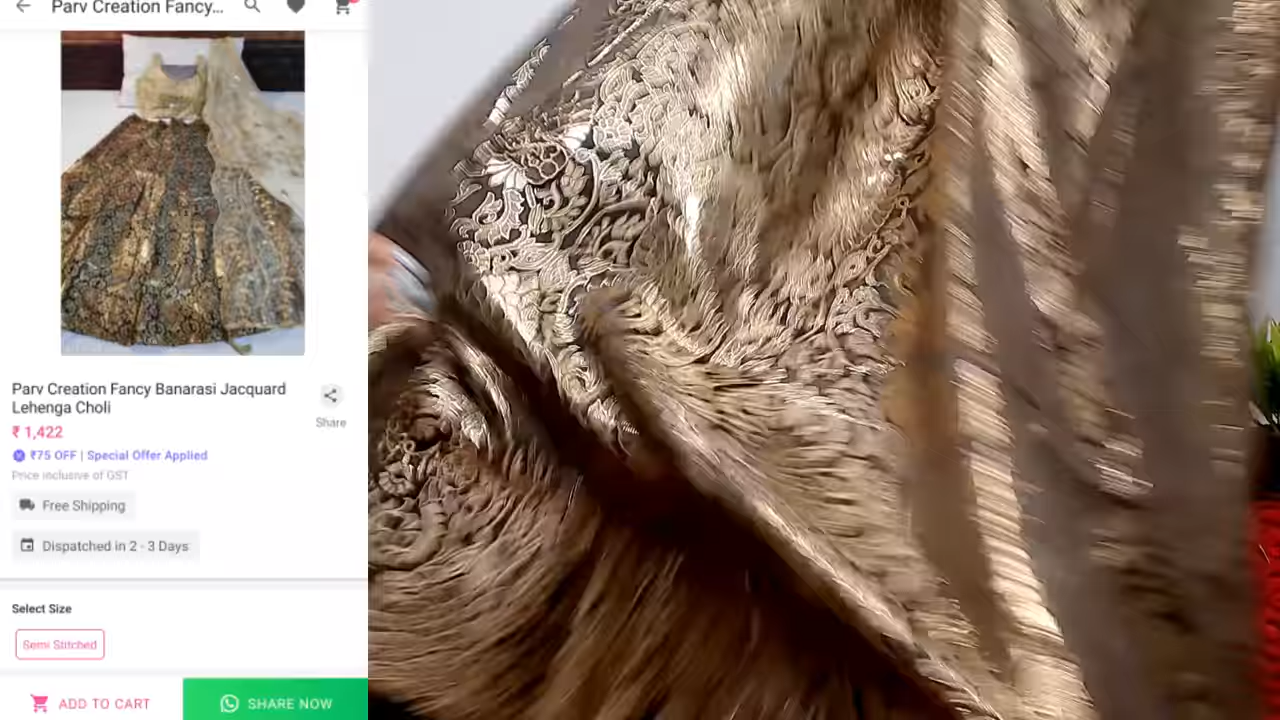 Parv Creation Fancy...
Parv Creation Fancy Banarasi Jacquard
Lehenga Choli
Share
₹ 1,422
₹75 OFF | Special Offer Applied
Price inclusive of GST
Free Shipping
Dispatched in 2 - 3 Days
Select Size
Semi Stitched
ADD TO CART
SHARE NOW